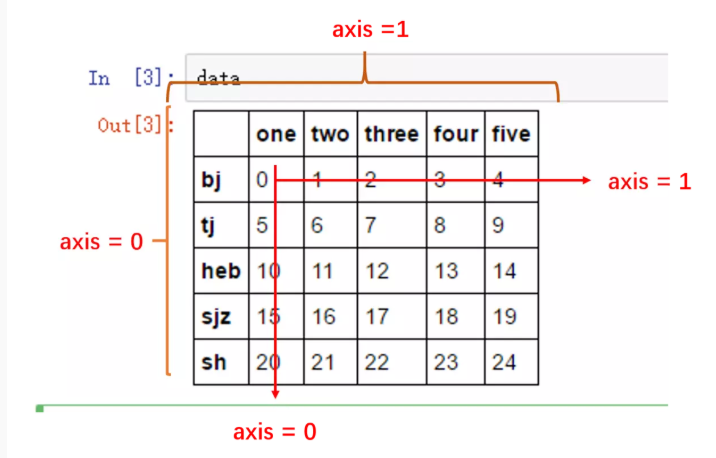 axis =1
In [3]: data
Out[3]:
one two three four five
bj 0 1 2 3 4
axis = 1
tj 5 6 7 8 9
axis = 0
heb 10 11 12 13 14
sjz 15 16 17 18 19
sh 20 21 22 23 24
axis = 0